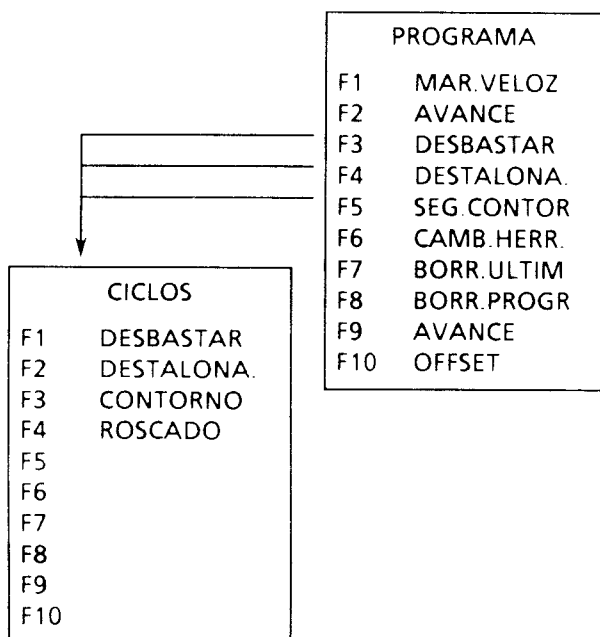 PROGRAMA
F1 MAR.VELOZ
F2 AVANCE
F3 DESBASTAR
F4 DESTALONA.
F5 SEG.CONTOR
F6 CAMB.HERR.
F7 BORR.ULTIM
F8 BORR.PROGR
F9 AVANCE
F10 OFFSET
CICLOS
F1 DESBASTAR
F2 DESTALONA.
F3 CONTORNO
F4 ROSCADO
F5
F6
F7
F8
F9
F10